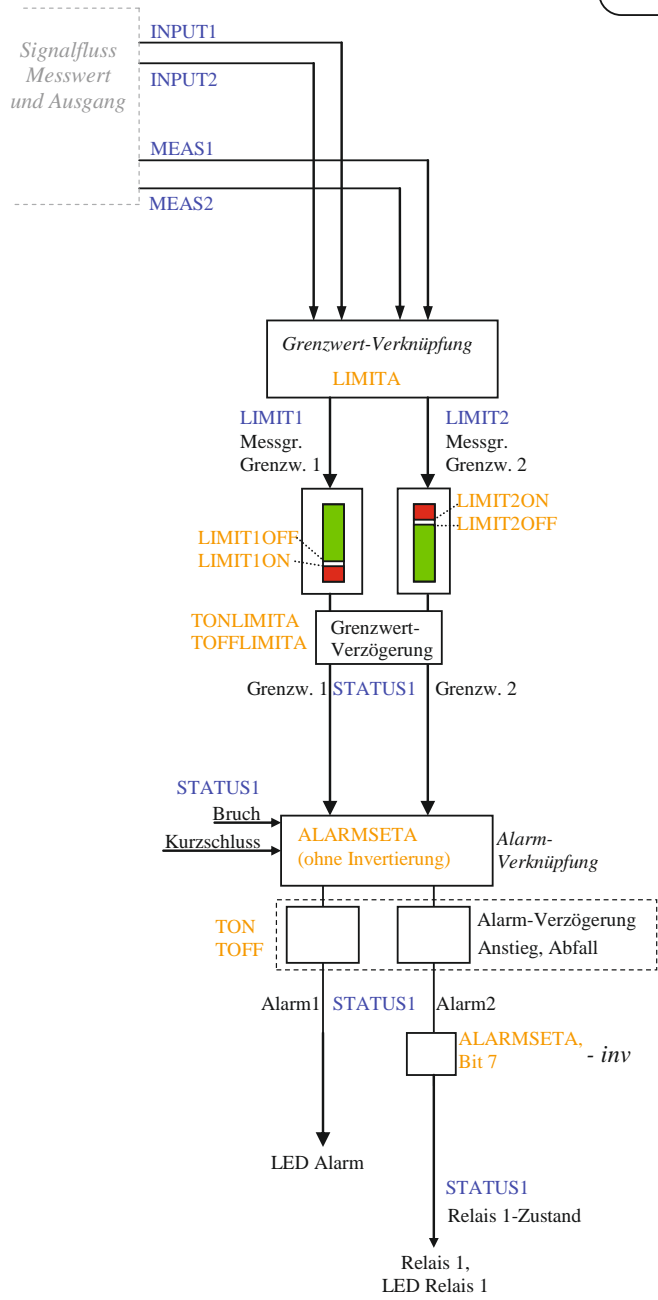 INPUT1
Signalfluss
Messwert
und Ausgang
INPUT2
MEAS1
MEAS2
Grenzwert-Verknüpfung
LIMITA
LIMIT1
Messgr.
Grenzw. 1
LIMIT2
Messgr.
Grenzw. 2
LIMIT1OFF
LIMIT1ON
LIMIT2ON
LIMIT2OFF
TONLIMITA
TOFFLIMITA
Grenzwert-
Verzögerung
Grenzw. 1
STATUS1
Grenzw. 2
STATUS1
Bruch
Kurzschluss
ALARMSETA
(ohne Invertierung)
Alarm-
Verknüpfung
TON
TOFF
Alarm-Verzögerung
Anstieg, Abfall
Alarm1
STATUS1
Alarm2
ALARMSETA,
Bit 7
- inv
LED Alarm
STATUS1
Relais 1-Zustand
Relais 1,
LED Relais 1